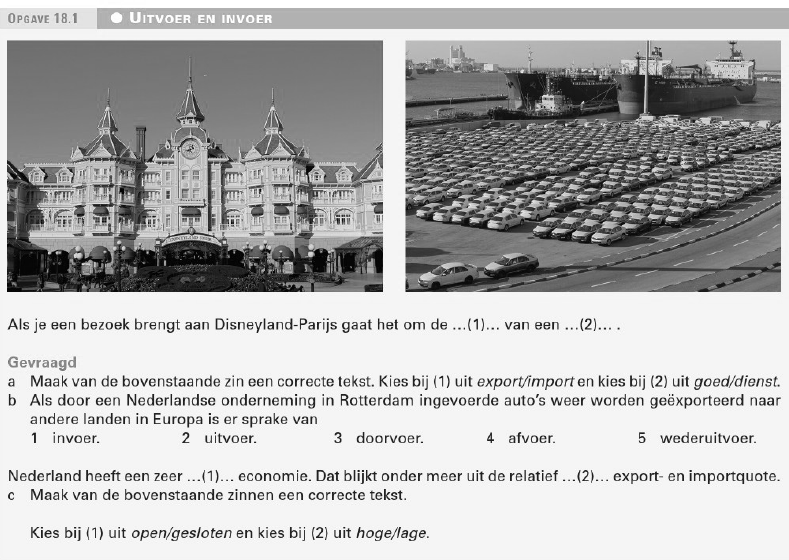 OPGAVE 18.1 ● UITVOER EN INVOER
Als je een bezoek brengt aan Disneyland-Parijs gaat het om de ...(1)... van een ...(2)... .
Gevraagd
a Maak van de bovenstaande zin een correcte tekst. Kies bij (1) uit export/import en kies bij (2) uit goed/dienst.
b Als door een Nederlandse onderneming in Rotterdam ingevoerde auto's weer worden geëxporteerd naar
andere landen in Europa is er sprake van
1 invoer. 2 uitvoer. 3 doorvoer. 4 afvoer. 5 wederuitvoer.
Nederland heeft een zeer ...(1)... economie. Dat blijkt onder meer uit de relatief ...(2)... export- en importquote.
c Maak van de bovenstaande zinnen een correcte tekst.
Kies bij (1) uit open/gesloten en kies bij (2) uit hoge/lage.